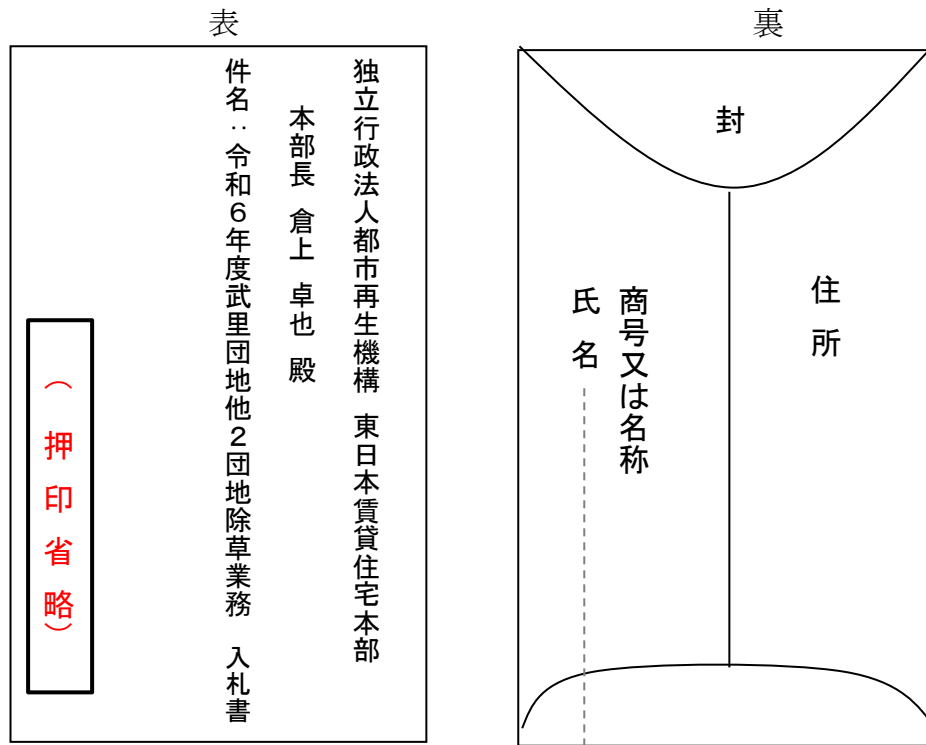 表
独立行政法人都市再生機構 東日本賃貸住宅本部
本部長 倉上 卓也 殿
件名：令和６年度武里団地他２団地除草業務 入札書
（押印省略）
裏
封
住所
商号又は名称
氏名